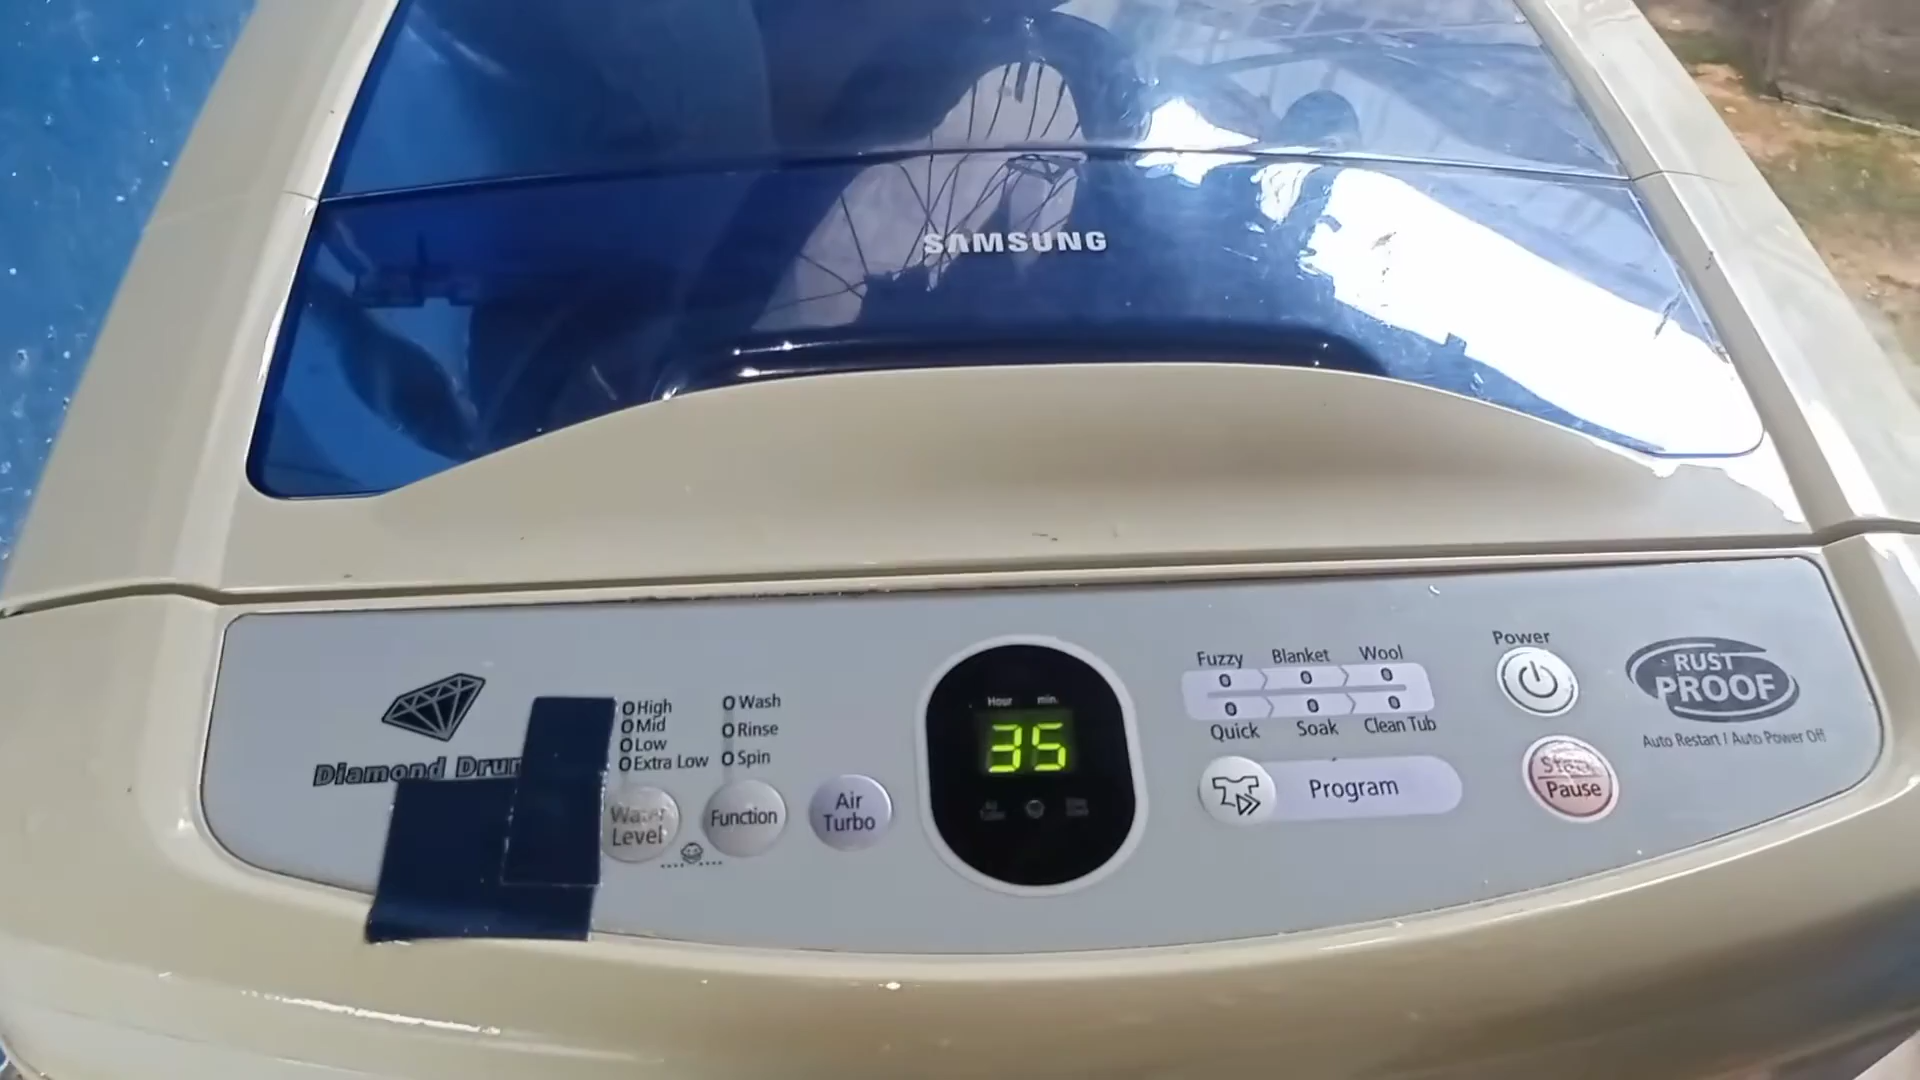 SAMSUNG
Diamond Drum
High
Mid
Low
Extra Low
Wash
Rinse
Spin
Water
Level
Function
Air
Turbo
Hour min.
35
Fuzzy Blanket Wool
Quick Soak Clean Tub
Program
Power
Pause
RUST
PROOF
Auto Restart / Auto Power Off